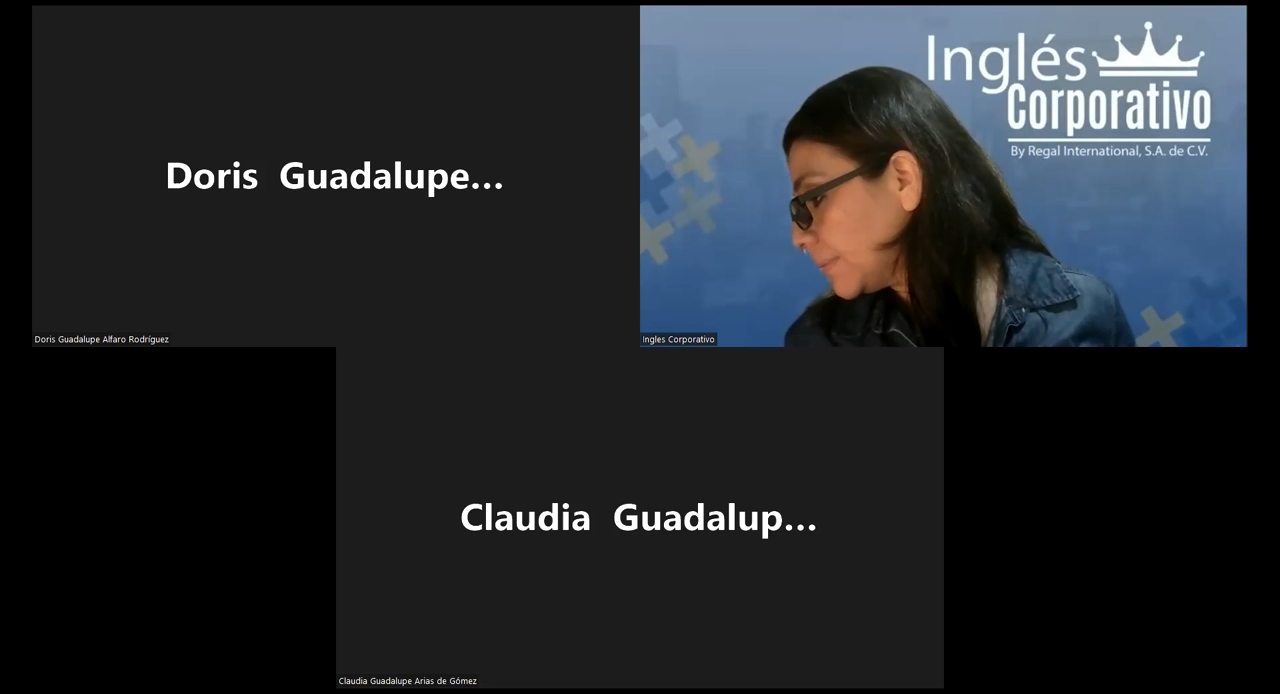 Doris Guadalupe...
Doris Guadalupe Alfaro Rodríguez
Inglés
Corporativo
By Regal International, S.A. de C.V.
Ingles Corporativo
Claudia Guadalup...
Claudia Guadalupe Arias de Gómez